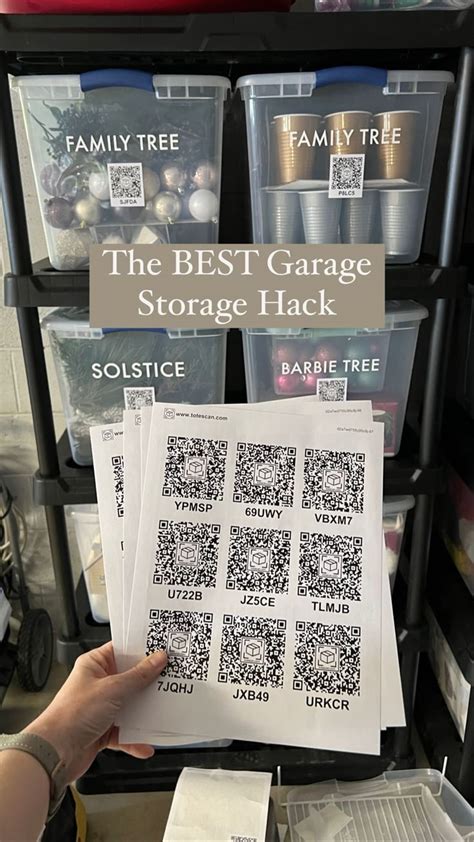 FAMILY TREE
SJFDA
FAMILY TREE
P8LC5
The BEST Garage
Storage Hack
SOLSTICE
BARBIE TREE
www.totescan.com
YPMSP
69UWY
VBXM7
U722B
JZ5CE
TLMJB
7JQHJ
JXB49
URKCR